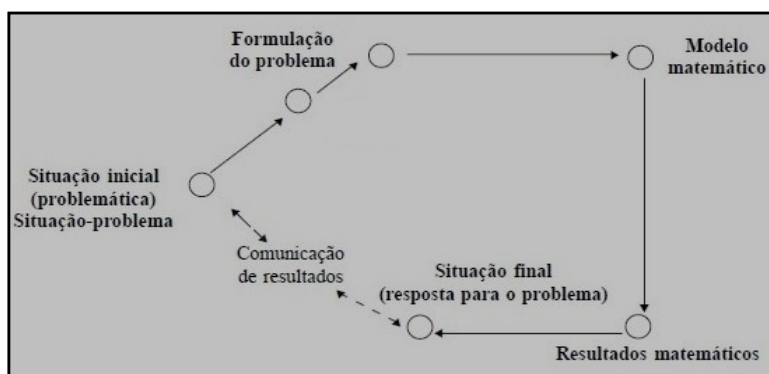 Formulação
do problema
Modelo
matemático
Situação inicial
(problemática)
Situação-problema
Comunicação
de resultados
Situação final
(resposta para o problema)
Resultados matemáticos